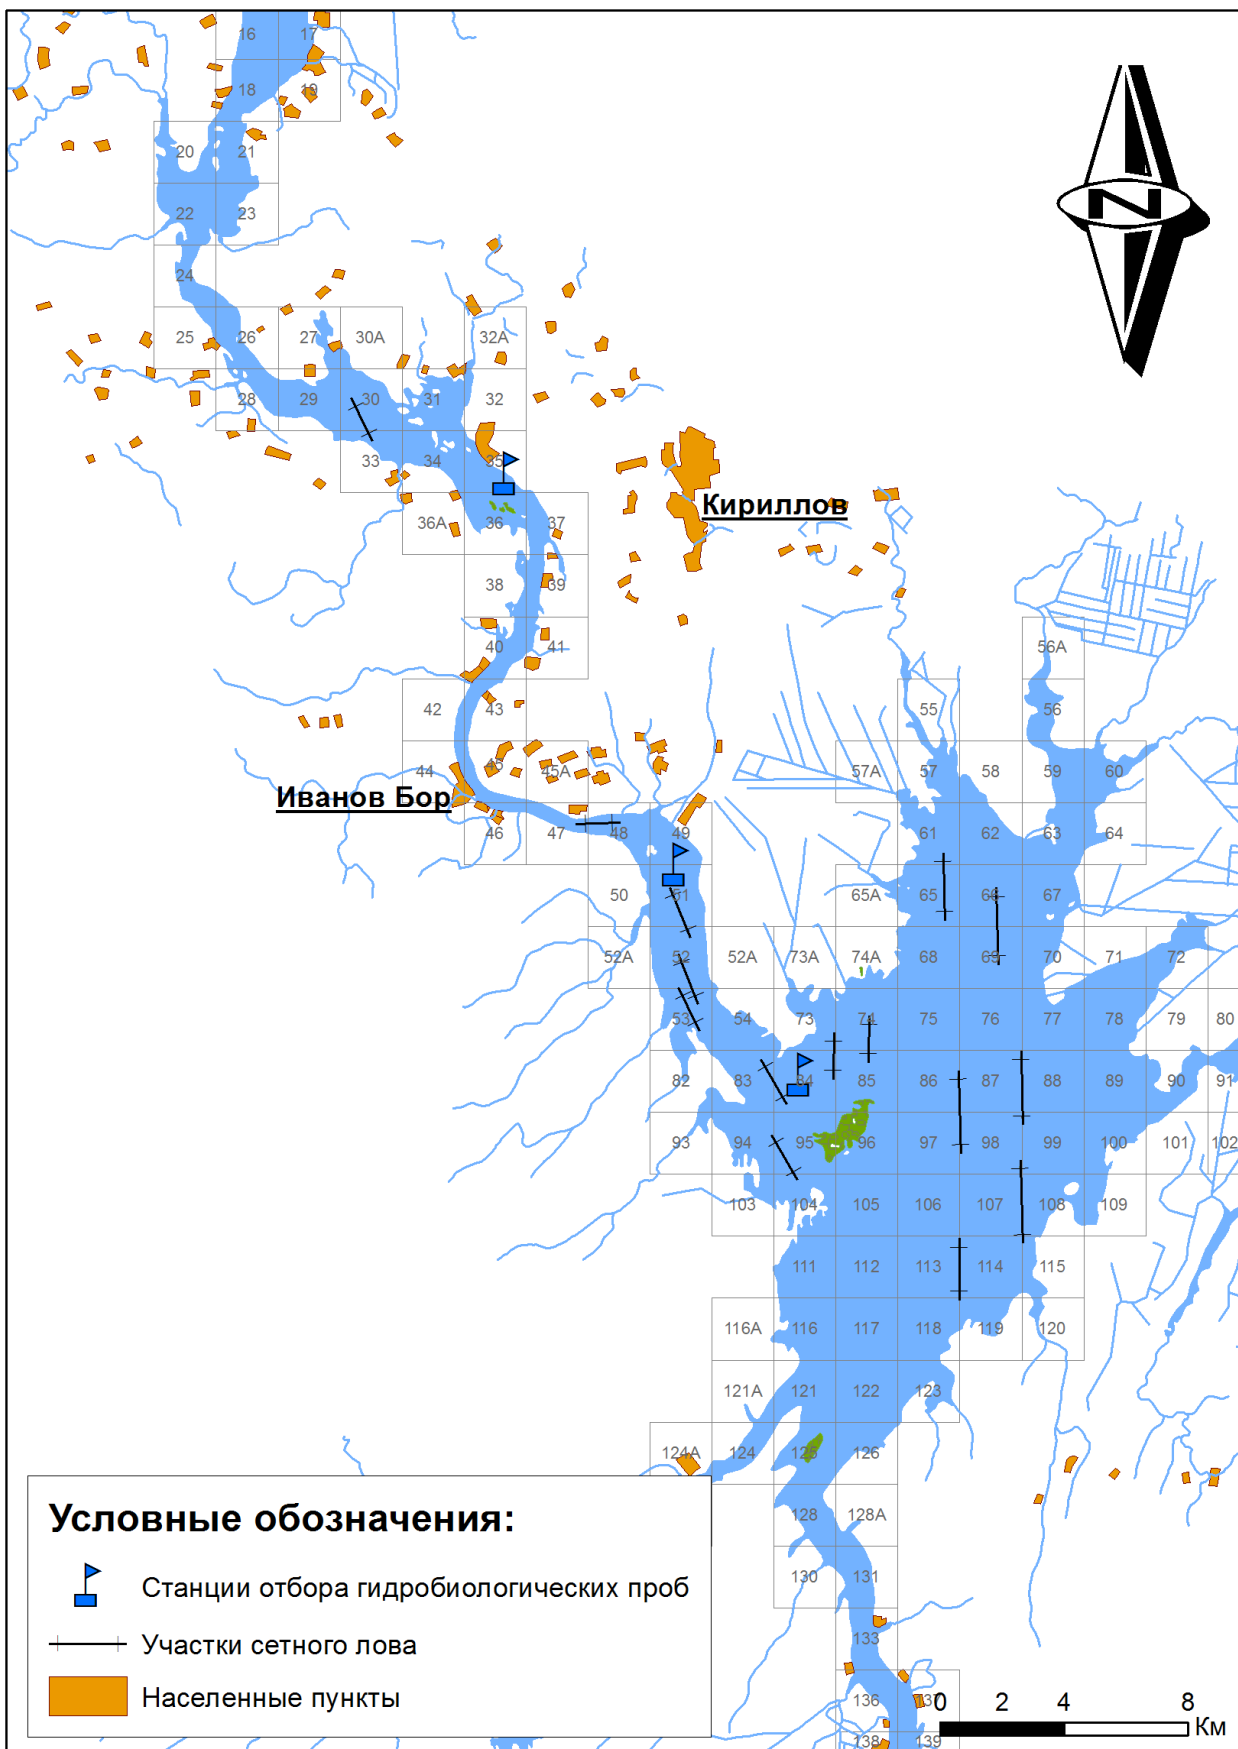 16 17
18 19
20 21
22 23
24
25 26 27 30А 32А
28 29 30 31 32
33 34 35
36А 36 37
Кириллов
38 39
40 41
56А
42 43
55 56
44 45 45А
57А 57 58 59 60
Иванов Бор
46 47 48 49
61 62 63 64
50 51
65А 65 66 67
52А 52 52А 73А 74А 68 69 70 71 72
53 54 73 74 75 76 77 78 79 80
82 83 84 85 86 87 88 89 90 91
93 94 95 96 97 98 99 100 101 102
103 104 105 106 107 108 109
111 112 113 114 115
116А 116 117 118 119 120
121А 121 122 123
124А 124 125 126
128 128А
130 131
133
136 137
138 139
N
Условные обозначения:
Станции отбора гидробиологических проб
Участки сетного лова
Населенные пункты
0 2 4 8
Км